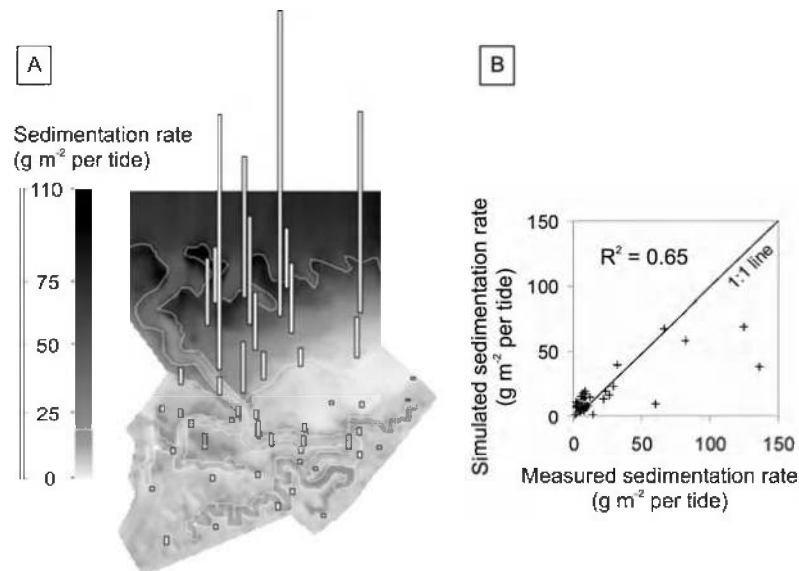 A
Sedimentation rate
(g m⁻² per tide)
110
75
50
25
0
B
Simulated sedimentation rate
(g m⁻² per tide)
150
100
50
0
R² = 0.65
1:1 line
0 50 100 150
Measured sedimentation rate
(g m⁻² per tide)